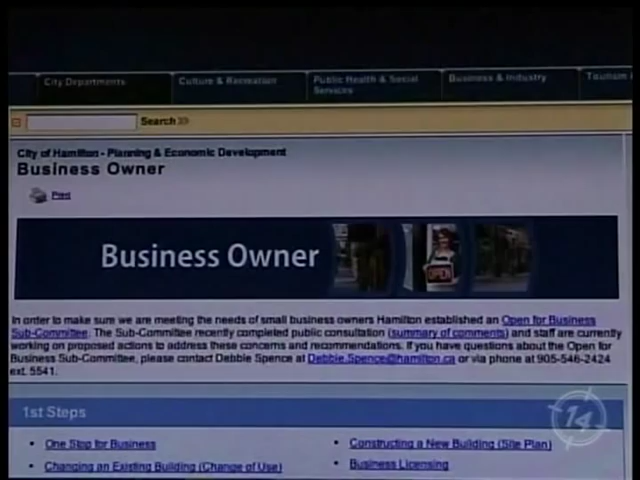 City Departments
Culture & Recreation
Public Health & Social Services
Business & Industry
Tourism
Search >>
City of Hamilton - Planning & Economic Development
Business Owner
Print
Business Owner
OPEN
In order to make sure we are meeting the needs of small business owners Hamilton established an Open for Business
Sub-Committee. The Sub-Committee recently completed public consultation (summary of comments) and staff are currently
working on proposed actions to address these concerns and recommendations. If you have questions about the Open for
Business Sub-Committee, please contact Debbie Spence at Debbie.Spence@hamilton.ca or via phone at 905-546-2424
ext. 5541.
1st Steps
• One Stop for Business
• Constructing a New Building (Site Plan)
• Changing an Existing Building (Change of Use)
• Business Licensing
14